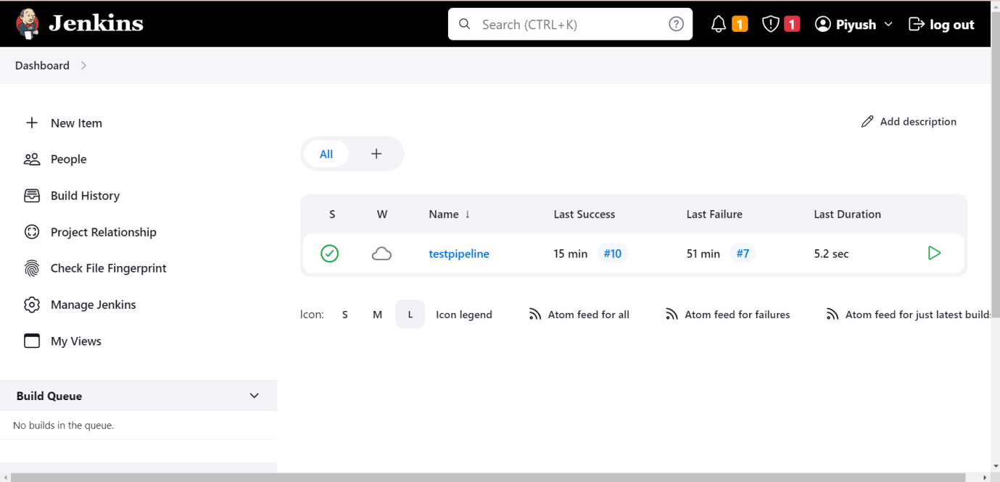 Jenkins
Search (CTRL+K)
?
1
1
Piyush
log out
Dashboard
New Item
People
Build History
Project Relationship
Check File Fingerprint
Manage Jenkins
My Views
Build Queue
No builds in the queue.
Add description
All +
S W Name ↓ Last Success Last Failure Last Duration
testpipeline 15 min #10 51 min #7 5.2 sec
Icon: S M L Icon legend Atom feed for all Atom feed for failures Atom feed for just latest builds